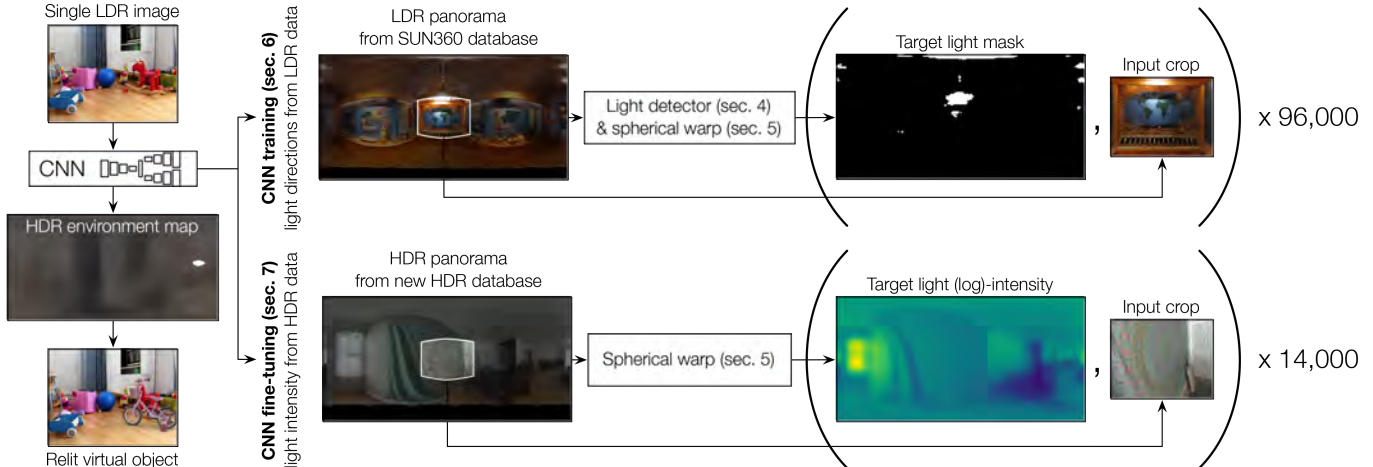 Single LDR image
CNN
HDR environment map
Relit virtual object
CNN training (sec. 6)
light directions from LDR data
LDR panorama
from SUN360 database
Light detector (sec. 4)
& spherical warp (sec. 5)
Target light mask
,
Input crop
x 96,000
CNN fine-tuning (sec. 7)
light intensity from HDR data
HDR panorama
from new HDR database
Spherical warp (sec. 5)
Target light (log)-intensity
,
Input crop
x 14,000